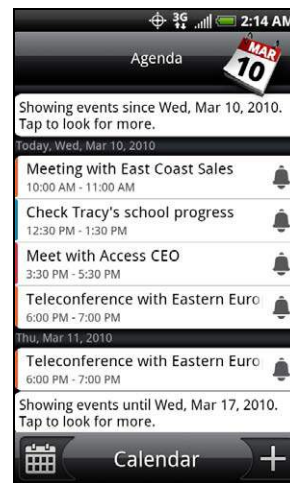 3G 2:14 AM
Agenda
MAR
10
Showing events since Wed, Mar 10, 2010.
Tap to look for more.
Today, Wed, Mar 10, 2010
Meeting with East Coast Sales
10:00 AM - 11:00 AM
Check Tracy's school progress
12:30 PM - 1:30 PM
Meet with Access CEO
3:30 PM - 5:30 PM
Teleconference with Eastern Euro
6:00 PM - 7:00 PM
Thu, Mar 11, 2010
Teleconference with Eastern Euro
6:00 PM - 7:00 PM
Showing events until Wed, Mar 17, 2010.
Tap to look for more.
Calendar